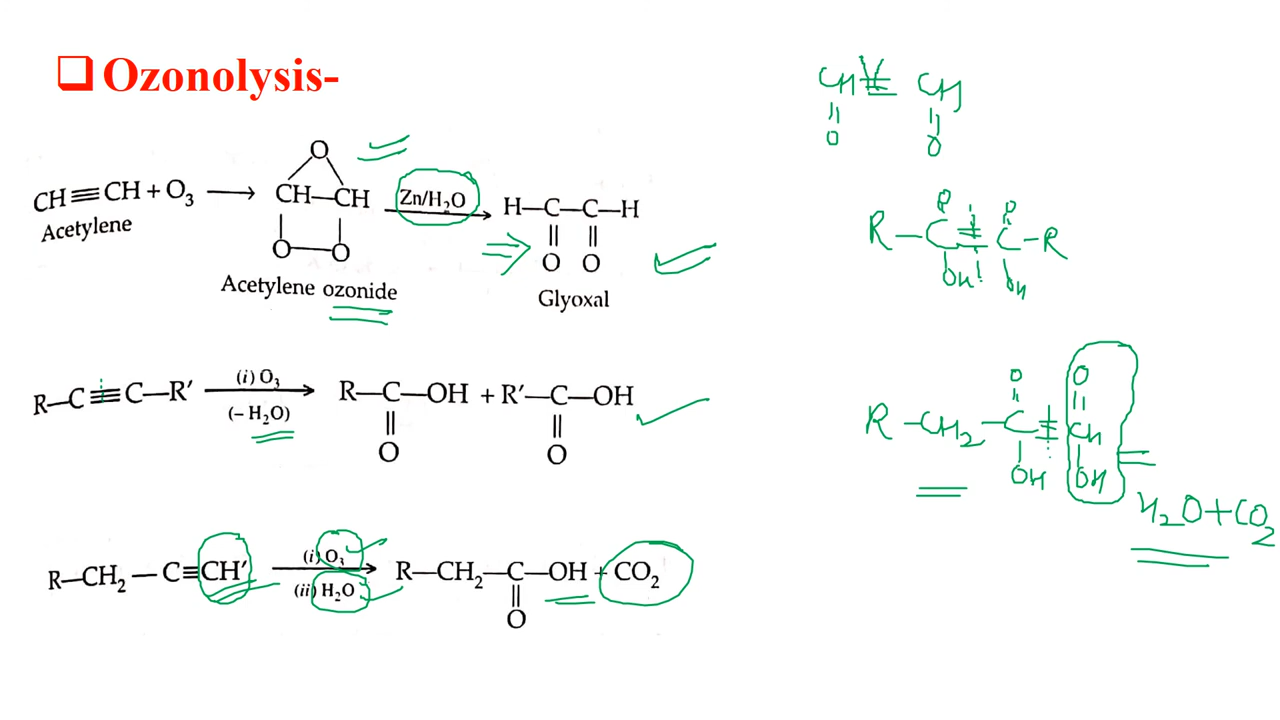 ❑ Ozonolysis-
CH≡CH + O₃ ⟶ CH—CH Zn/H₂O H—C—C—H
O
O—O
O O
Acetylene
Acetylene ozonide
Glyoxal
R—C≡C—R′ (i) O₃ (– H₂O) R—C—OH + R′—C—OH
O O
R—CH₂—C≡CH′ (i) O₃ (ii) H₂O R—CH₂—C—OH + CO₂
O
CH≡CH
O O
R—C≡C—R
OH OH
O O
R—CH₂—C≡CH
OH OH
H₂O+CO₂